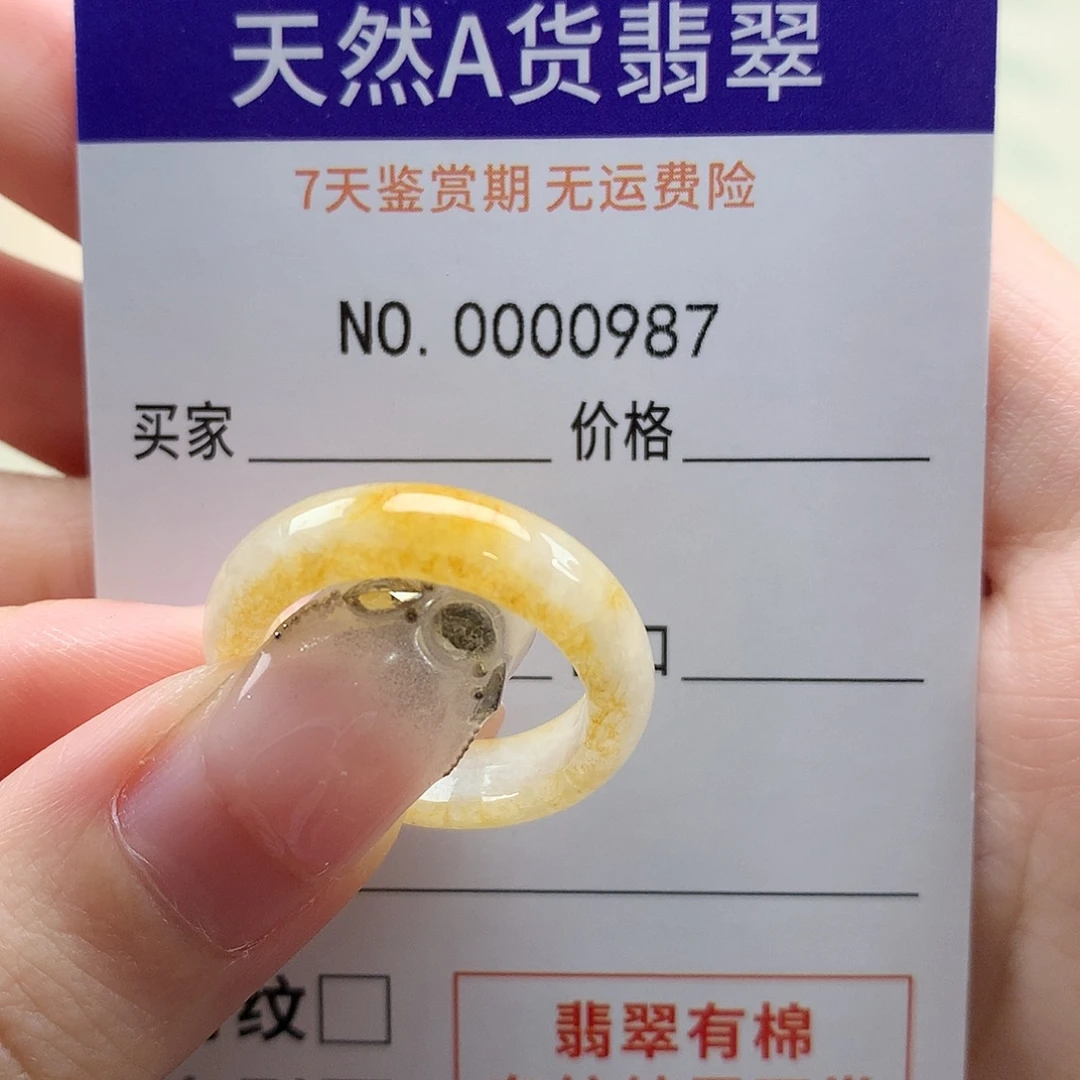 天然A货翡翠
7天鉴赏期 无运费险
NO. 0000987
买家 价格
口
纹
翡翠有棉